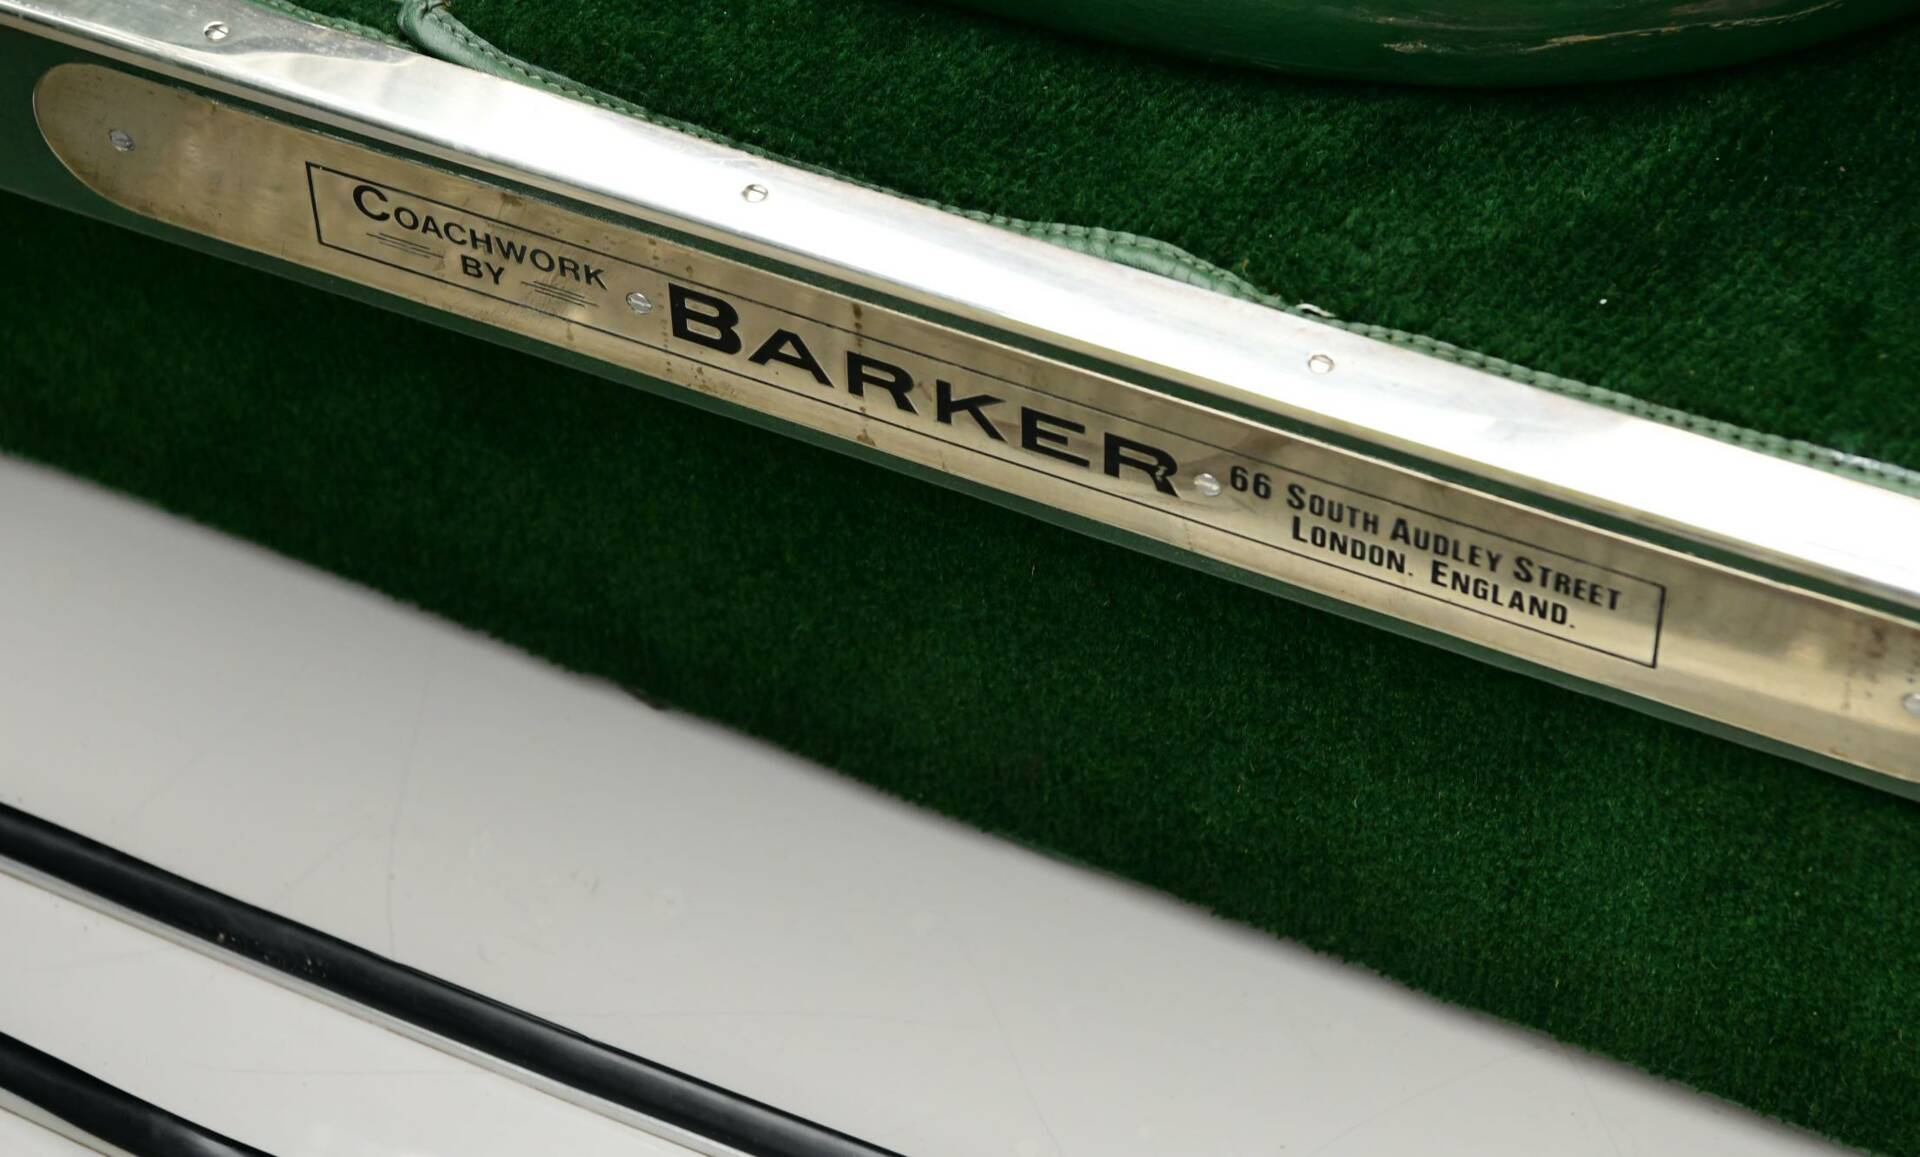 COACHWORK
BY
BARKER
66 SOUTH AUDLEY STREET
LONDON. ENGLAND.